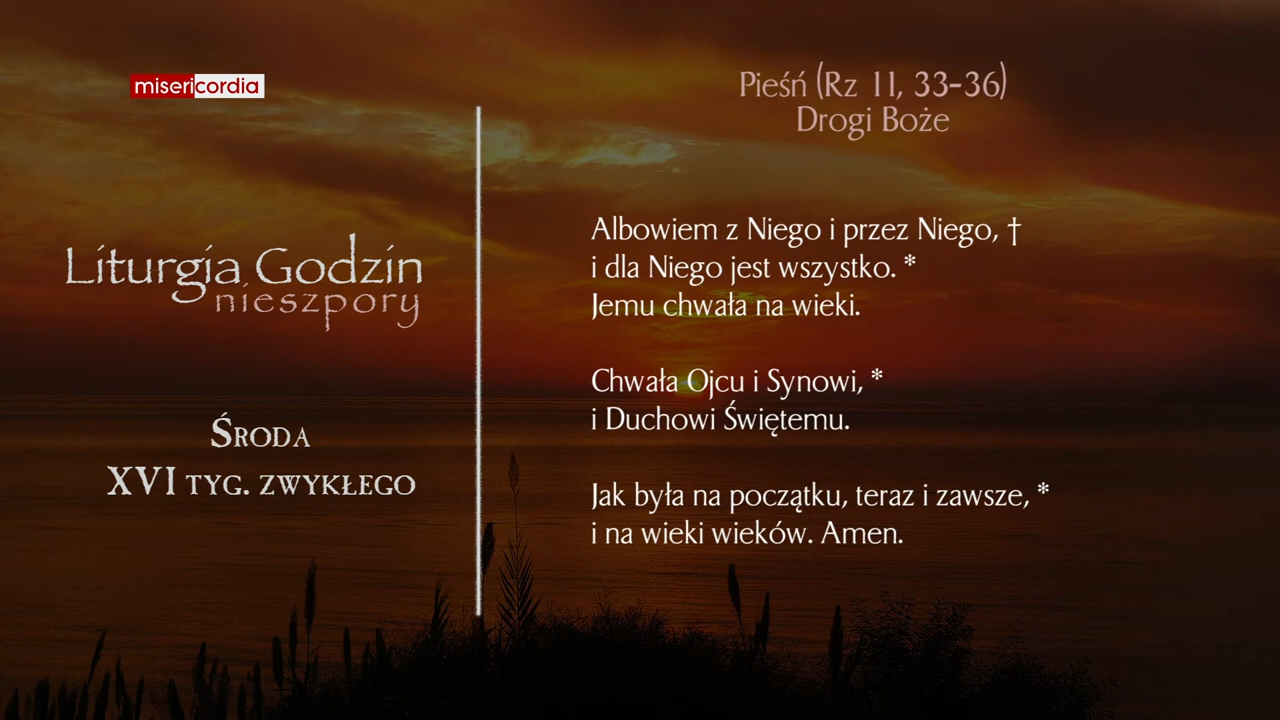 misericordia
Liturgia Godzin
nieszpory
Środa
XVI tyg. zwykłego
Pieśń (Rz 11, 33-36)
Drogi Boże
Albowiem z Niego i przez Niego, †
i dla Niego jest wszystko. *
Jemu chwała na wieki.
Chwała Ojcu i Synowi, *
i Duchowi Świętemu.
Jak była na początku, teraz i zawsze, *
i na wieki wieków. Amen.